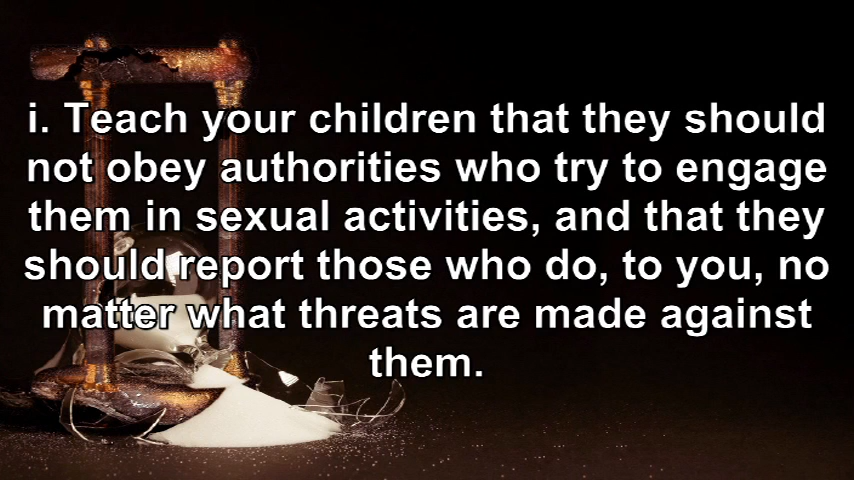 i. Teach your children that they should
not obey authorities who try to engage
them in sexual activities, and that they
should report those who do, to you, no
matter what threats are made against
them.